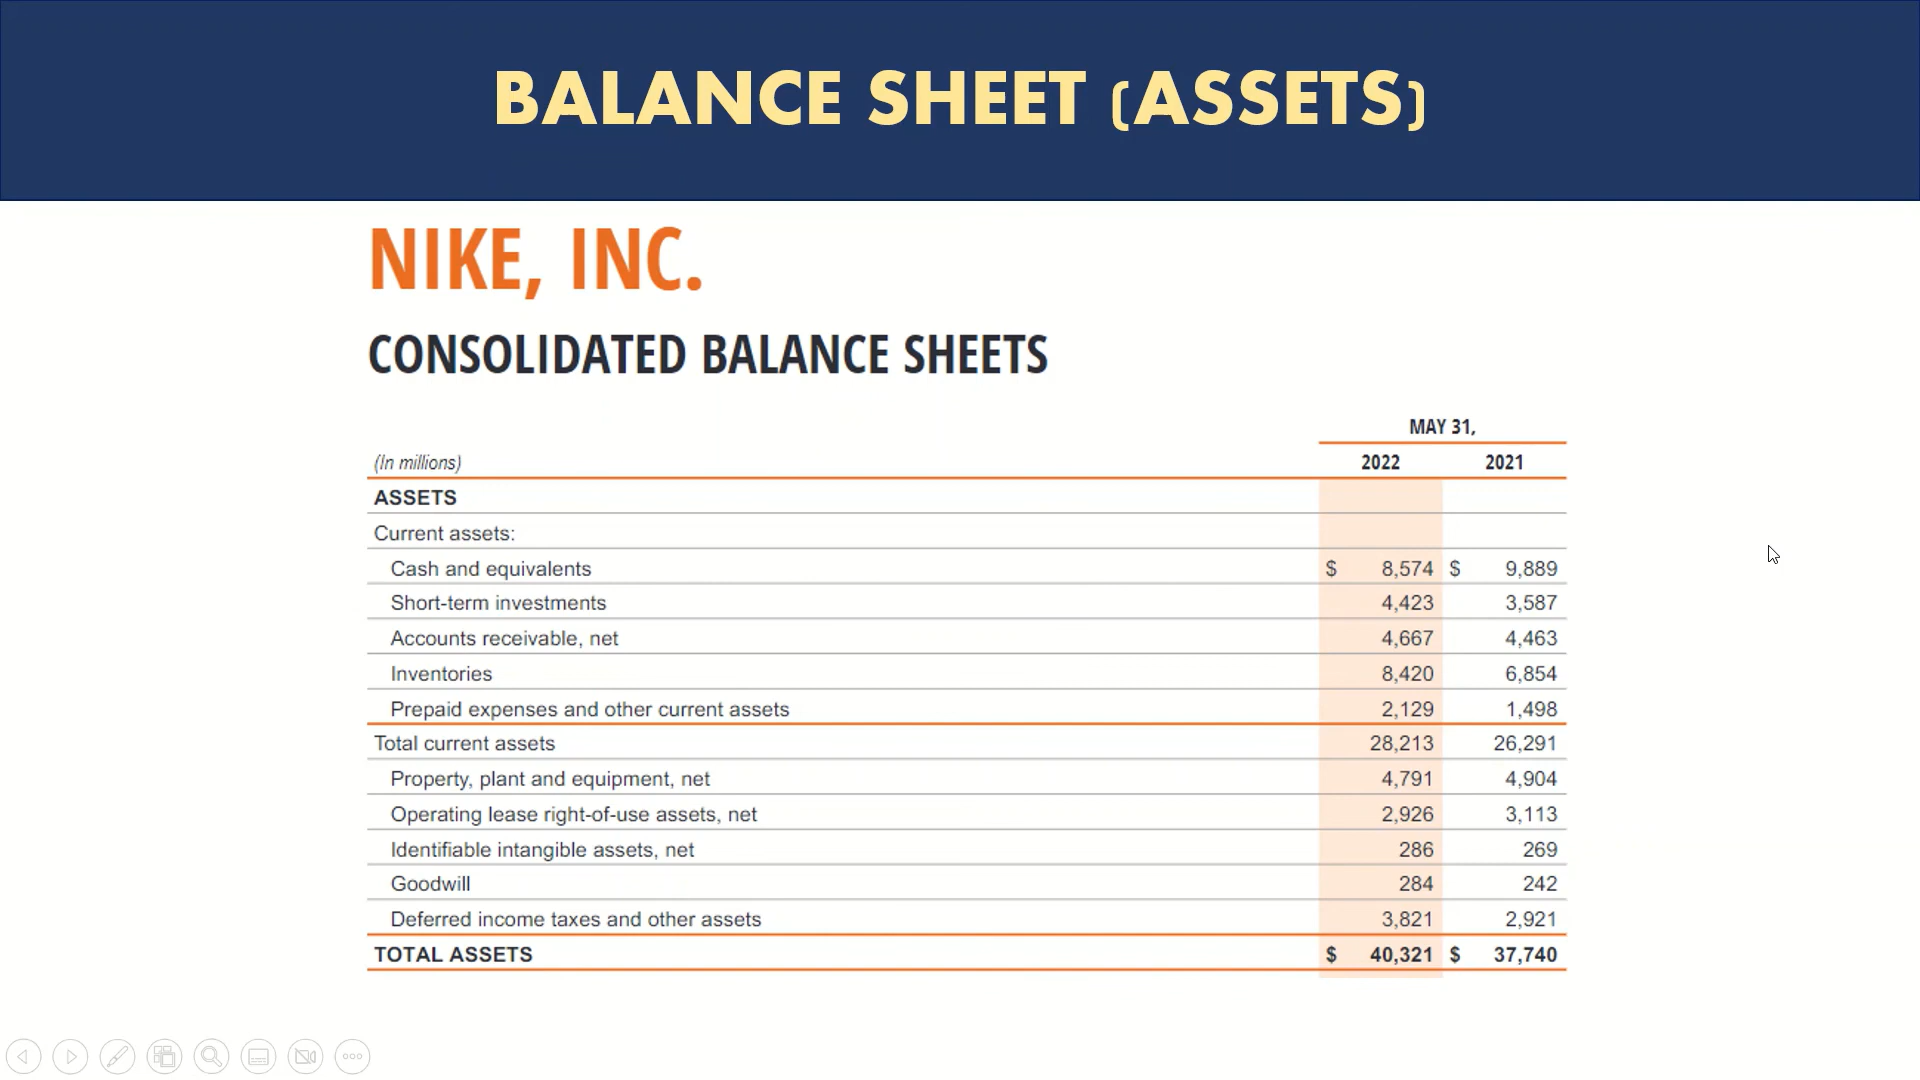 BALANCE SHEET (ASSETS)
NIKE, INC.
CONSOLIDATED BALANCE SHEETS
MAY 31,
(In millions) 2022 2021
ASSETS
Current assets:
Cash and equivalents $ 8,574 $ 9,889
Short-term investments 4,423 3,587
Accounts receivable, net 4,667 4,463
Inventories 8,420 6,854
Prepaid expenses and other current assets 2,129 1,498
Total current assets 28,213 26,291
Property, plant and equipment, net 4,791 4,904
Operating lease right-of-use assets, net 2,926 3,113
Identifiable intangible assets, net 286 269
Goodwill 284 242
Deferred income taxes and other assets 3,821 2,921
TOTAL ASSETS $ 40,321 $ 37,740